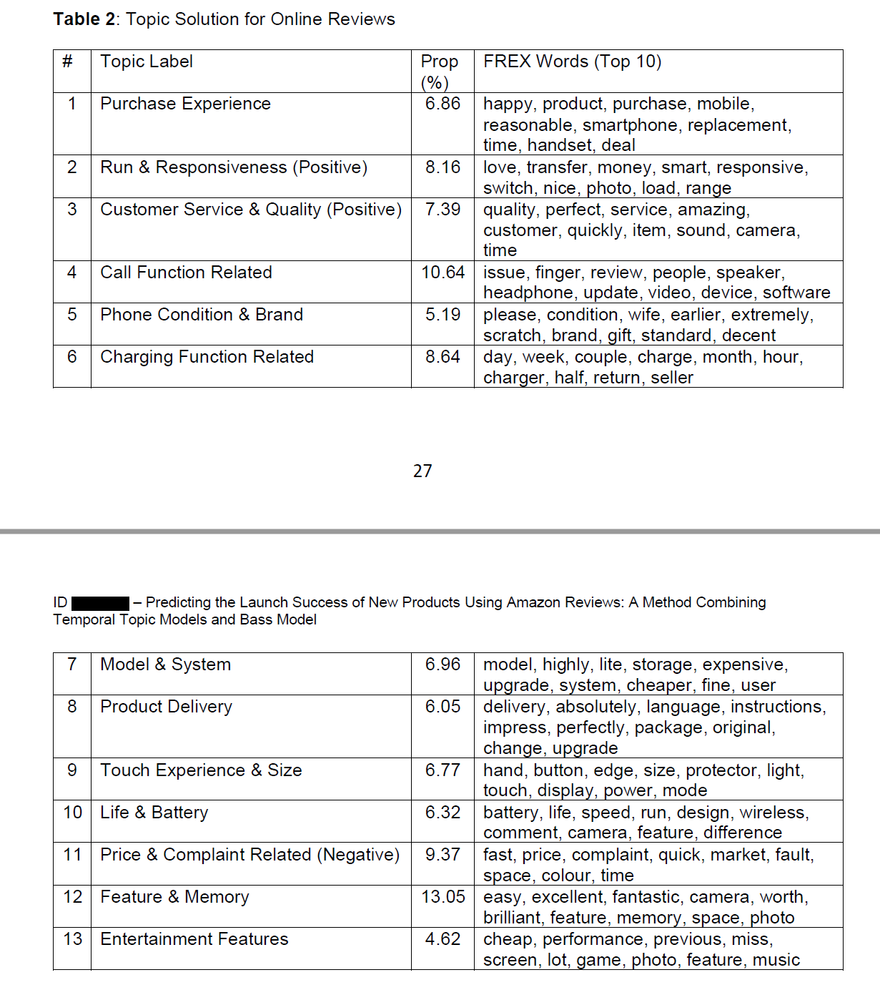 Table 2: Topic Solution for Online Reviews
# Topic Label Prop (%) FREX Words (Top 10)
1 Purchase Experience 6.86 happy, product, purchase, mobile,
reasonable, smartphone, replacement,
time, handset, deal
2 Run & Responsiveness (Positive) 8.16 love, transfer, money, smart, responsive,
switch, nice, photo, load, range
3 Customer Service & Quality (Positive) 7.39 quality, perfect, service, amazing,
customer, quickly, item, sound, camera,
time
4 Call Function Related 10.64 issue, finger, review, people, speaker,
headphone, update, video, device, software
5 Phone Condition & Brand 5.19 please, condition, wife, earlier, extremely,
scratch, brand, gift, standard, decent
6 Charging Function Related 8.64 day, week, couple, charge, month, hour,
charger, half, return, seller
27
ID – Predicting the Launch Success of New Products Using Amazon Reviews: A Method Combining
Temporal Topic Models and Bass Model
7 Model & System 6.96 model, highly, lite, storage, expensive,
upgrade, system, cheaper, fine, user
8 Product Delivery 6.05 delivery, absolutely, language, instructions,
impress, perfectly, package, original,
change, upgrade
9 Touch Experience & Size 6.77 hand, button, edge, size, protector, light,
touch, display, power, mode
10 Life & Battery 6.32 battery, life, speed, run, design, wireless,
comment, camera, feature, difference
11 Price & Complaint Related (Negative) 9.37 fast, price, complaint, quick, market, fault,
space, colour, time
12 Feature & Memory 13.05 easy, excellent, fantastic, camera, worth,
brilliant, feature, memory, space, photo
13 Entertainment Features 4.62 cheap, performance, previous, miss,
screen, lot, game, photo, feature, music